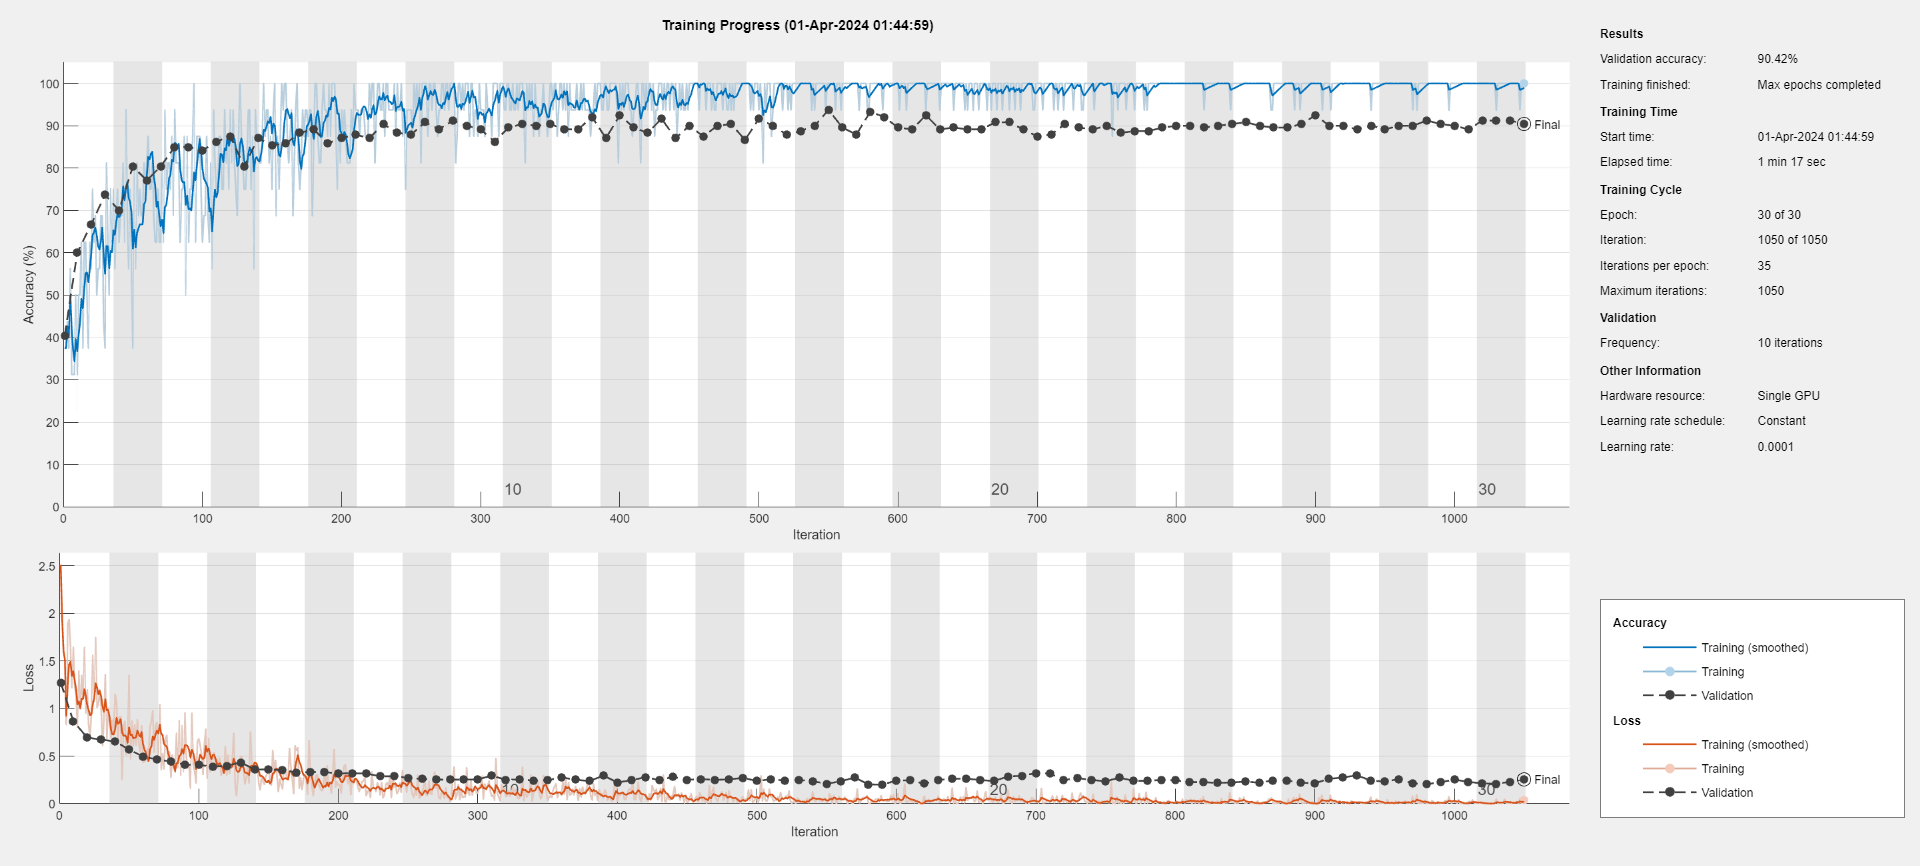 Training Progress (01-Apr-2024 01:44:59)
100
90
80
70
60
50
40
30
20
10
0
Accuracy (%)
Final
10
20
30
0
100
200
300
400
500
600
700
800
900
1000
Iteration
2.5
2
1.5
1
0.5
0
Loss
Final
10
20
30
0
100
200
300
400
500
600
700
800
900
1000
Iteration
Results
Validation accuracy: 90.42%
Training finished: Max epochs completed
Training Time
Start time: 01-Apr-2024 01:44:59
Elapsed time: 1 min 17 sec
Training Cycle
Epoch: 30 of 30
Iteration: 1050 of 1050
Iterations per epoch: 35
Maximum iterations: 1050
Validation
Frequency: 10 iterations
Other Information
Hardware resource: Single GPU
Learning rate schedule: Constant
Learning rate: 0.0001
Accuracy
Training (smoothed)
Training
Validation
Loss
Training (smoothed)
Training
Validation